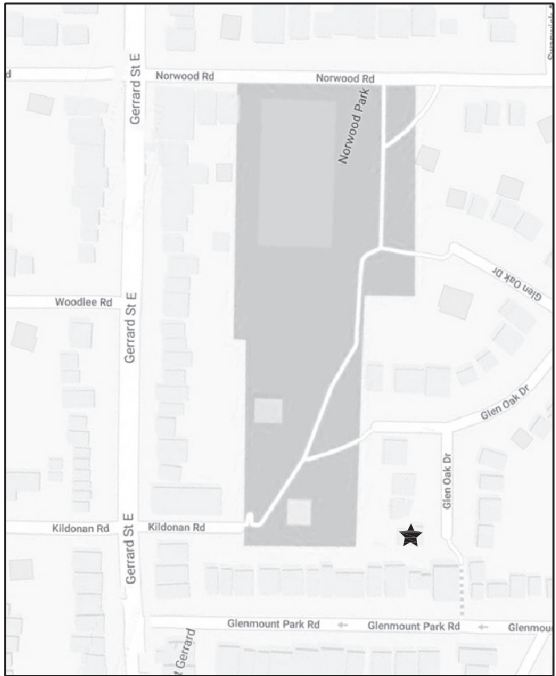 Norwood Rd
Norwood Rd
Gerrard St E
Norwood Park
Glen Oak Dr
Woodlee Rd
Gerrard St E
Glen Oak Dr
Glen Oak Dr
Kildonan Rd
Kildonan Rd
Gerrard St E
Glenmount Park Rd
Glenmount Park Rd
Glenmou
t Gerrard